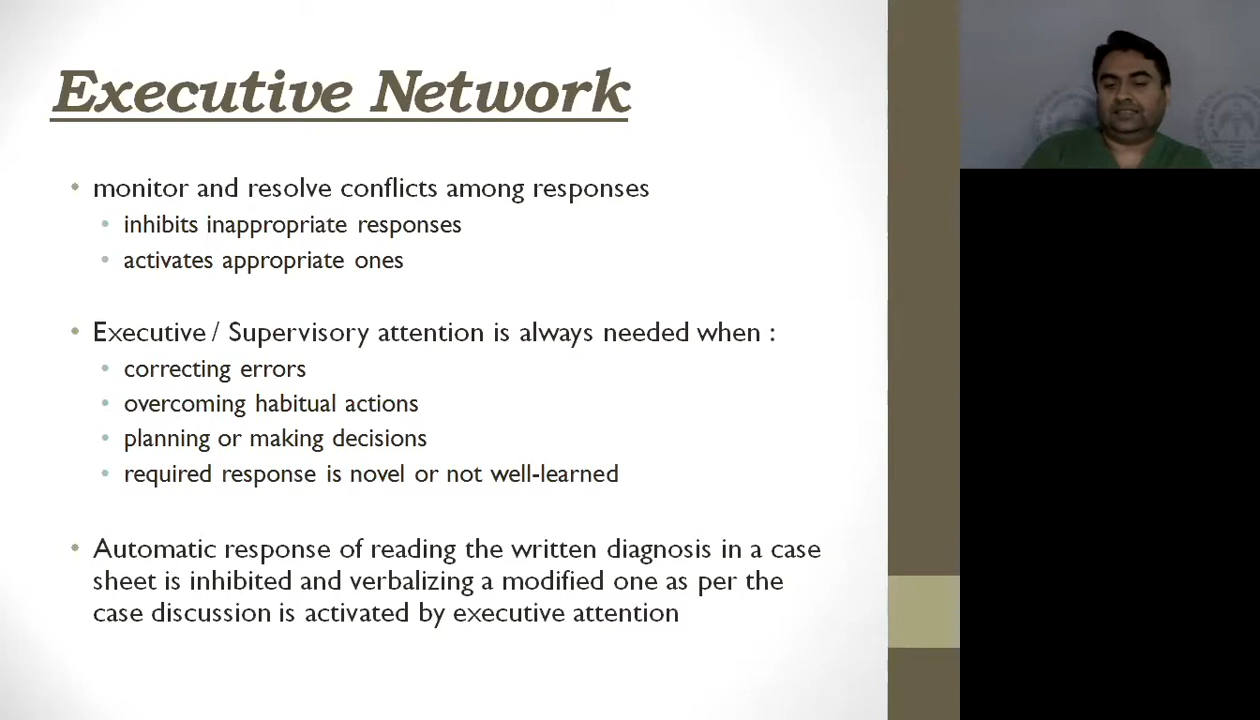 Executive Network
• monitor and resolve conflicts among responses
• inhibits inappropriate responses
• activates appropriate ones
• Executive / Supervisory attention is always needed when :
• correcting errors
• overcoming habitual actions
• planning or making decisions
• required response is novel or not well-learned
• Automatic response of reading the written diagnosis in a case
sheet is inhibited and verbalizing a modified one as per the
case discussion is activated by executive attention